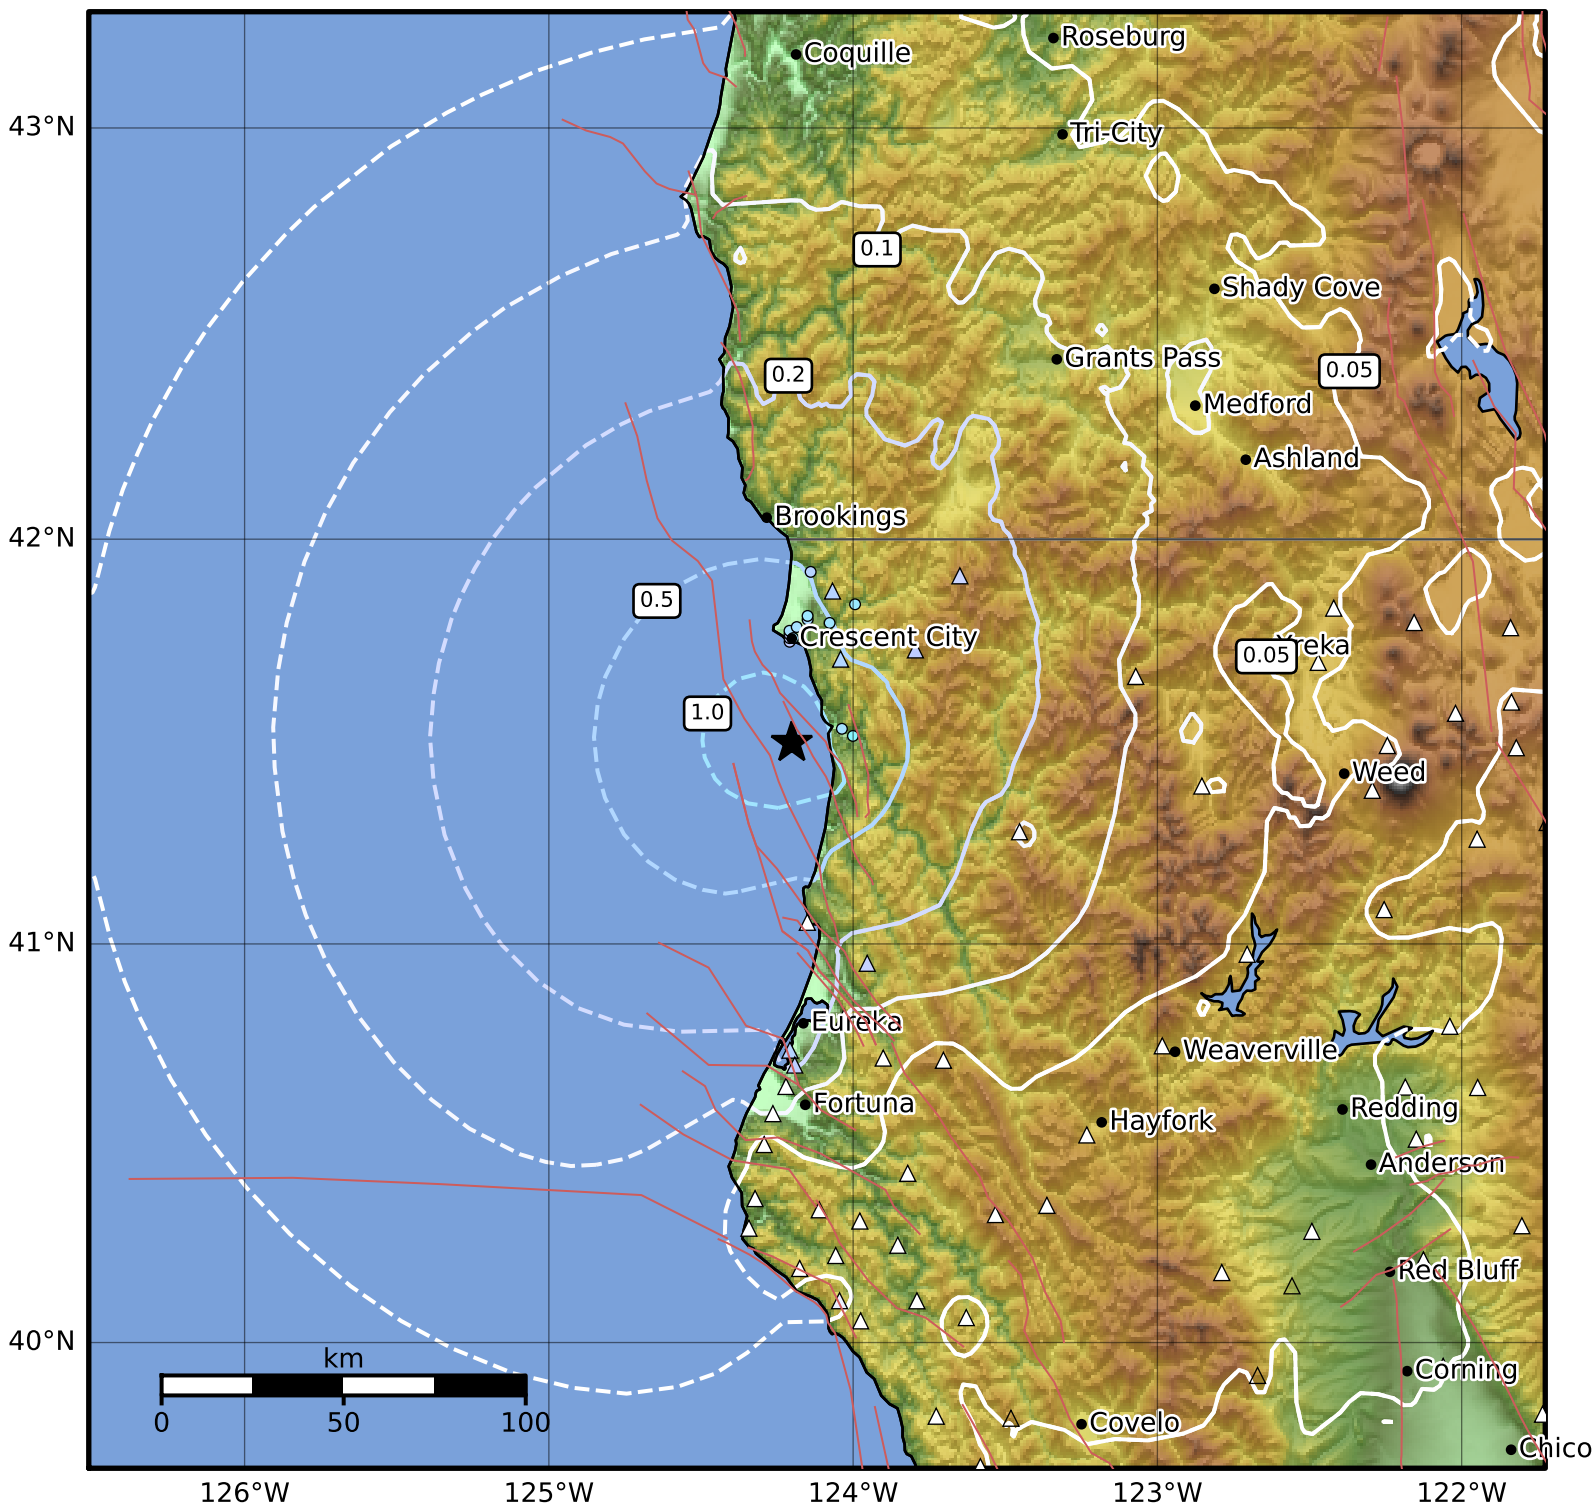 Roseburg
Coquille
43°N
Tri-City
0.1
Shady Cove
Grants Pass
0.05
0.2
Medford
Ashland
Brookings
42°N
0.5
Crescent City
Yreka
0.05
1.0
Weed
41°N
Eureka
Weaverville
Fortuna
Redding
Hayfork
Anderson
Red Bluff
40°N
km
Corning
0 50 100
Covelo
Chico
126°W 125°W 124°W 123°W 122°W